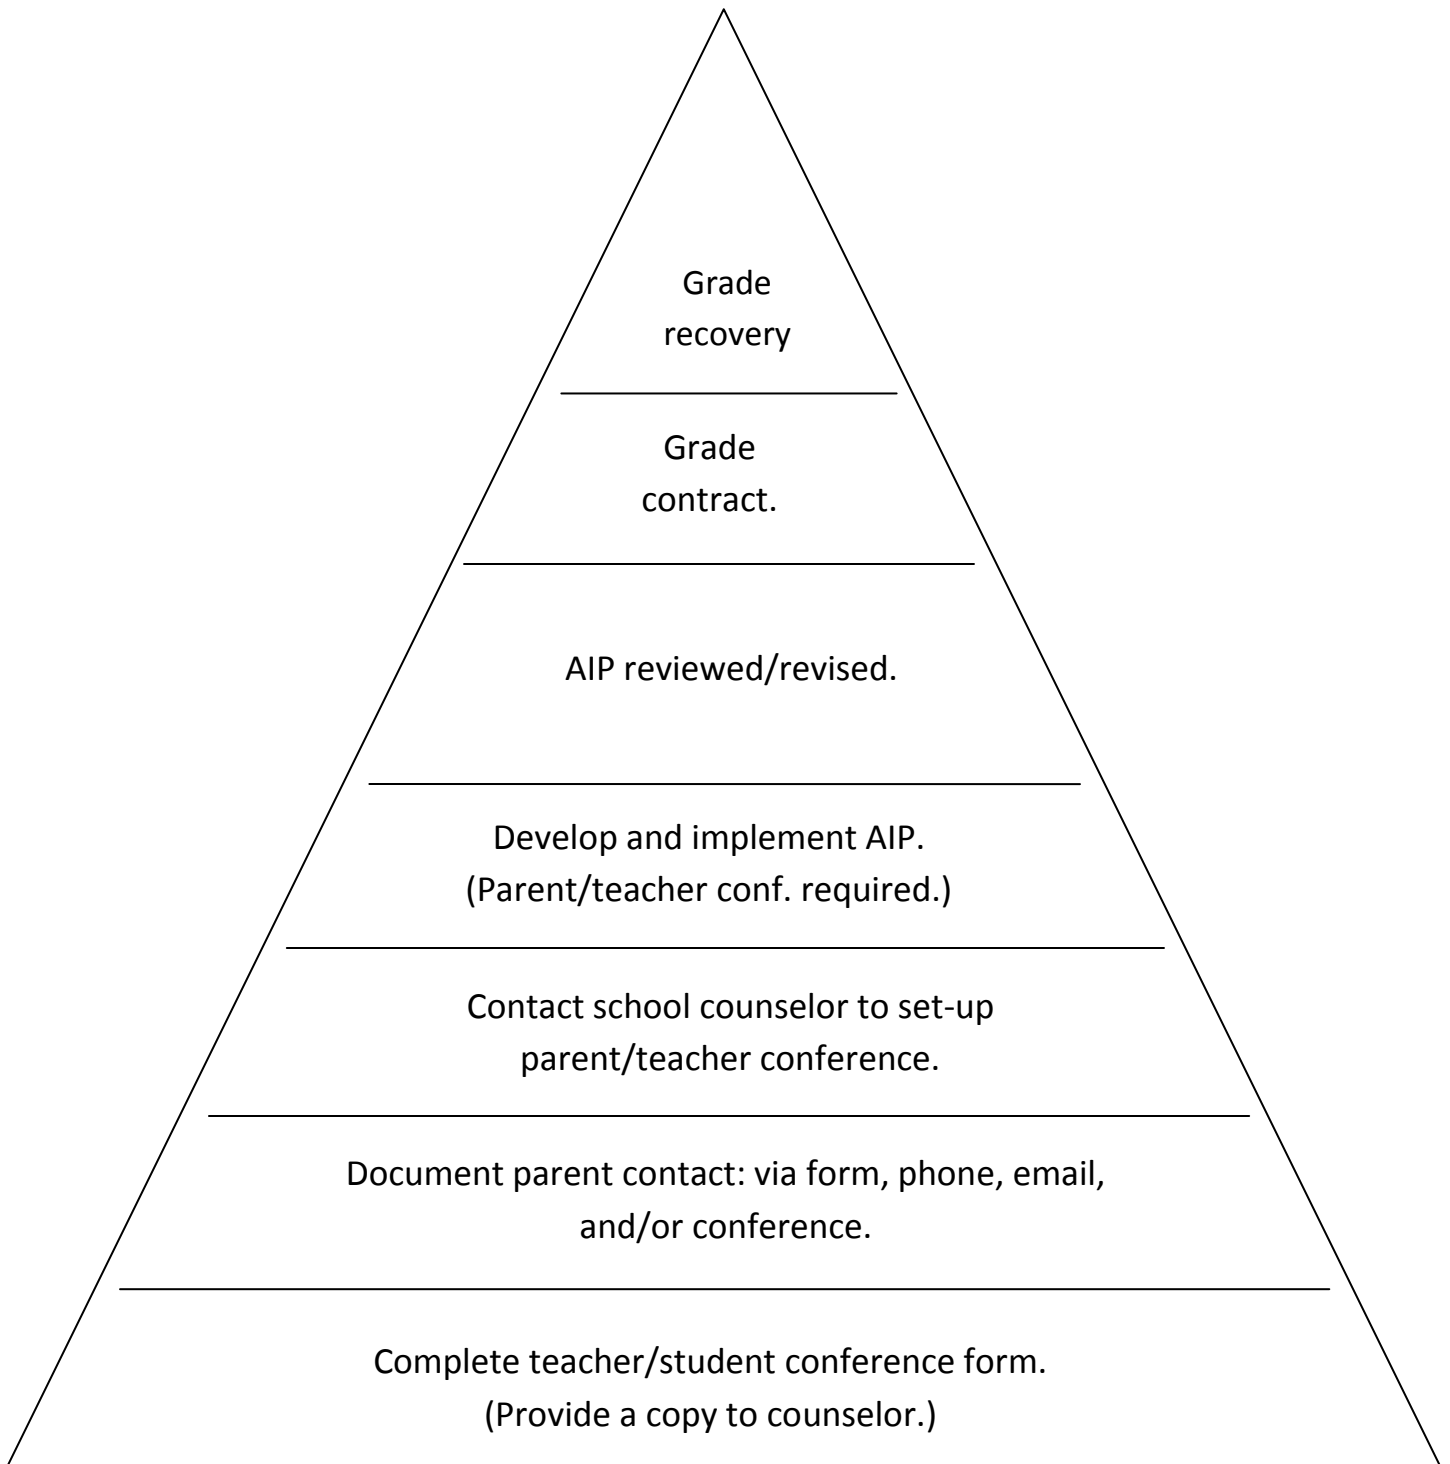 Grade
recovery
Grade
contract.
AIP reviewed/revised.
Develop and implement AIP.
(Parent/teacher conf. required.)
Contact school counselor to set-up
parent/teacher conference.
Document parent contact: via form, phone, email,
and/or conference.
Complete teacher/student conference form.
(Provide a copy to counselor.)